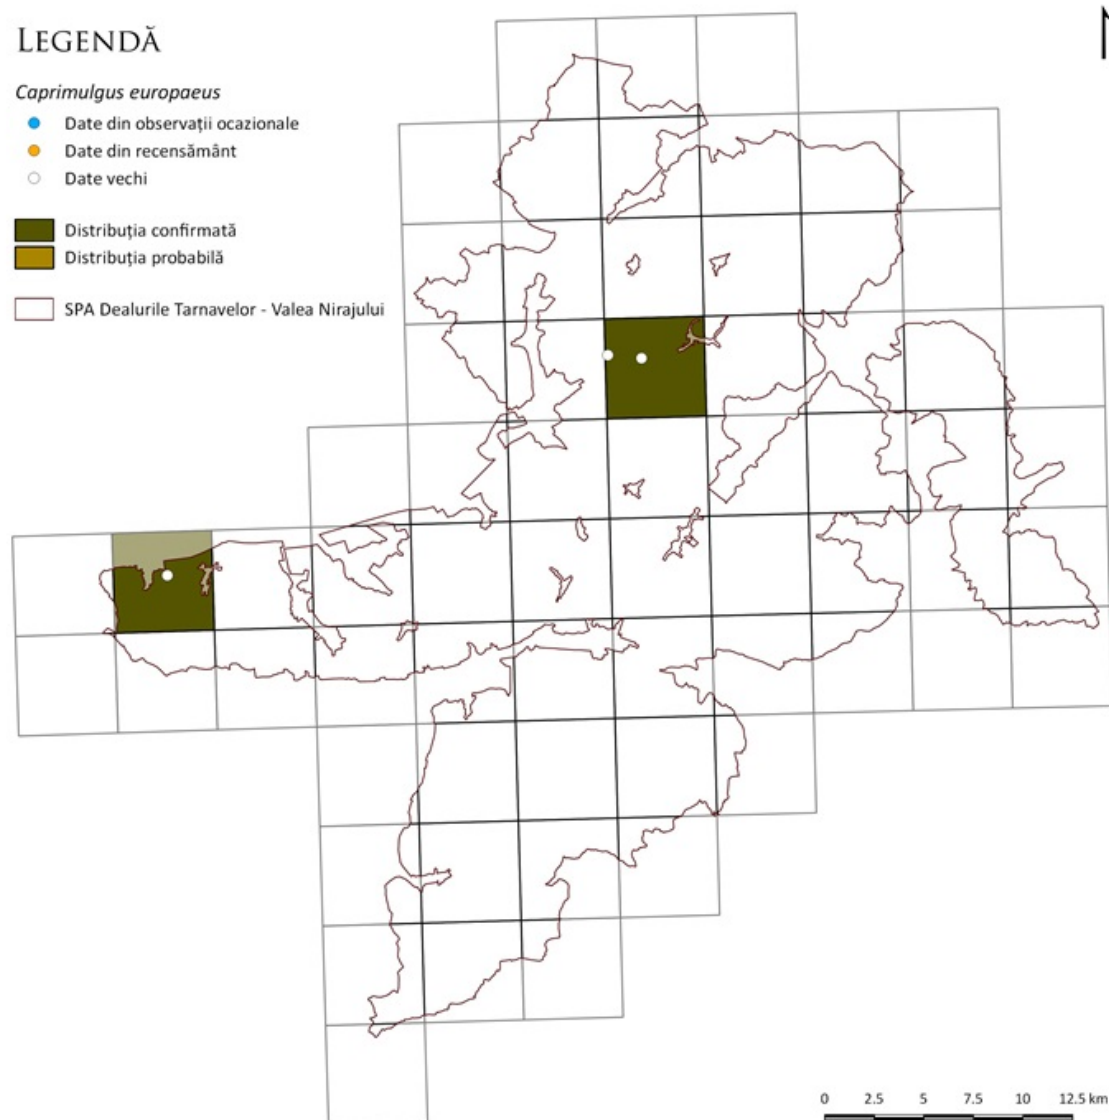 LEGENDĂ
Caprimulgus europaeus
Date din observații ocazionale
Date din recensământ
Date vechi
Distribuția confirmată
Distribuția probabilă
SPA Dealurile Tarnavelor - Valea Nirajului
0 2.5 5 7.5 10 12.5 km